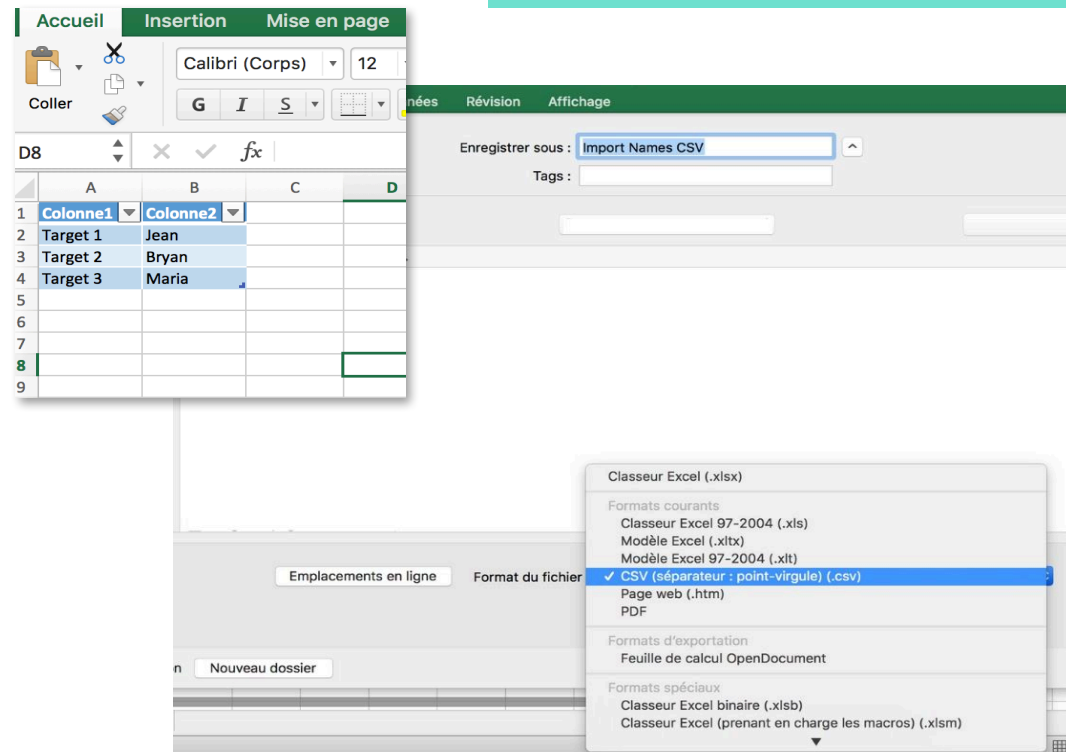 Accueil Insertion Mise en page
Coller
Calibri (Corps) 12
G I S
D8 fx
A B C D
1 Colonne1 Colonne2
2 Target 1 Jean
3 Target 2 Bryan
4 Target 3 Maria
5
6
7
8
9
nées Révision Affichage
Enregistrer sous : Import Names CSV
Tags :
Emplacements en ligne Format du fichier
n Nouveau dossier
Classeur Excel (.xlsx)
Formats courants
Classeur Excel 97-2004 (.xls)
Modèle Excel (.xltx)
Modèle Excel 97-2004 (.xlt)
✓ CSV (séparateur : point-virgule) (.csv)
Page web (.htm)
PDF
Formats d'exportation
Feuille de calcul OpenDocument
Formats spéciaux
Classeur Excel binaire (.xlsb)
Classeur Excel (prenant en charge les macros) (.xlsm)